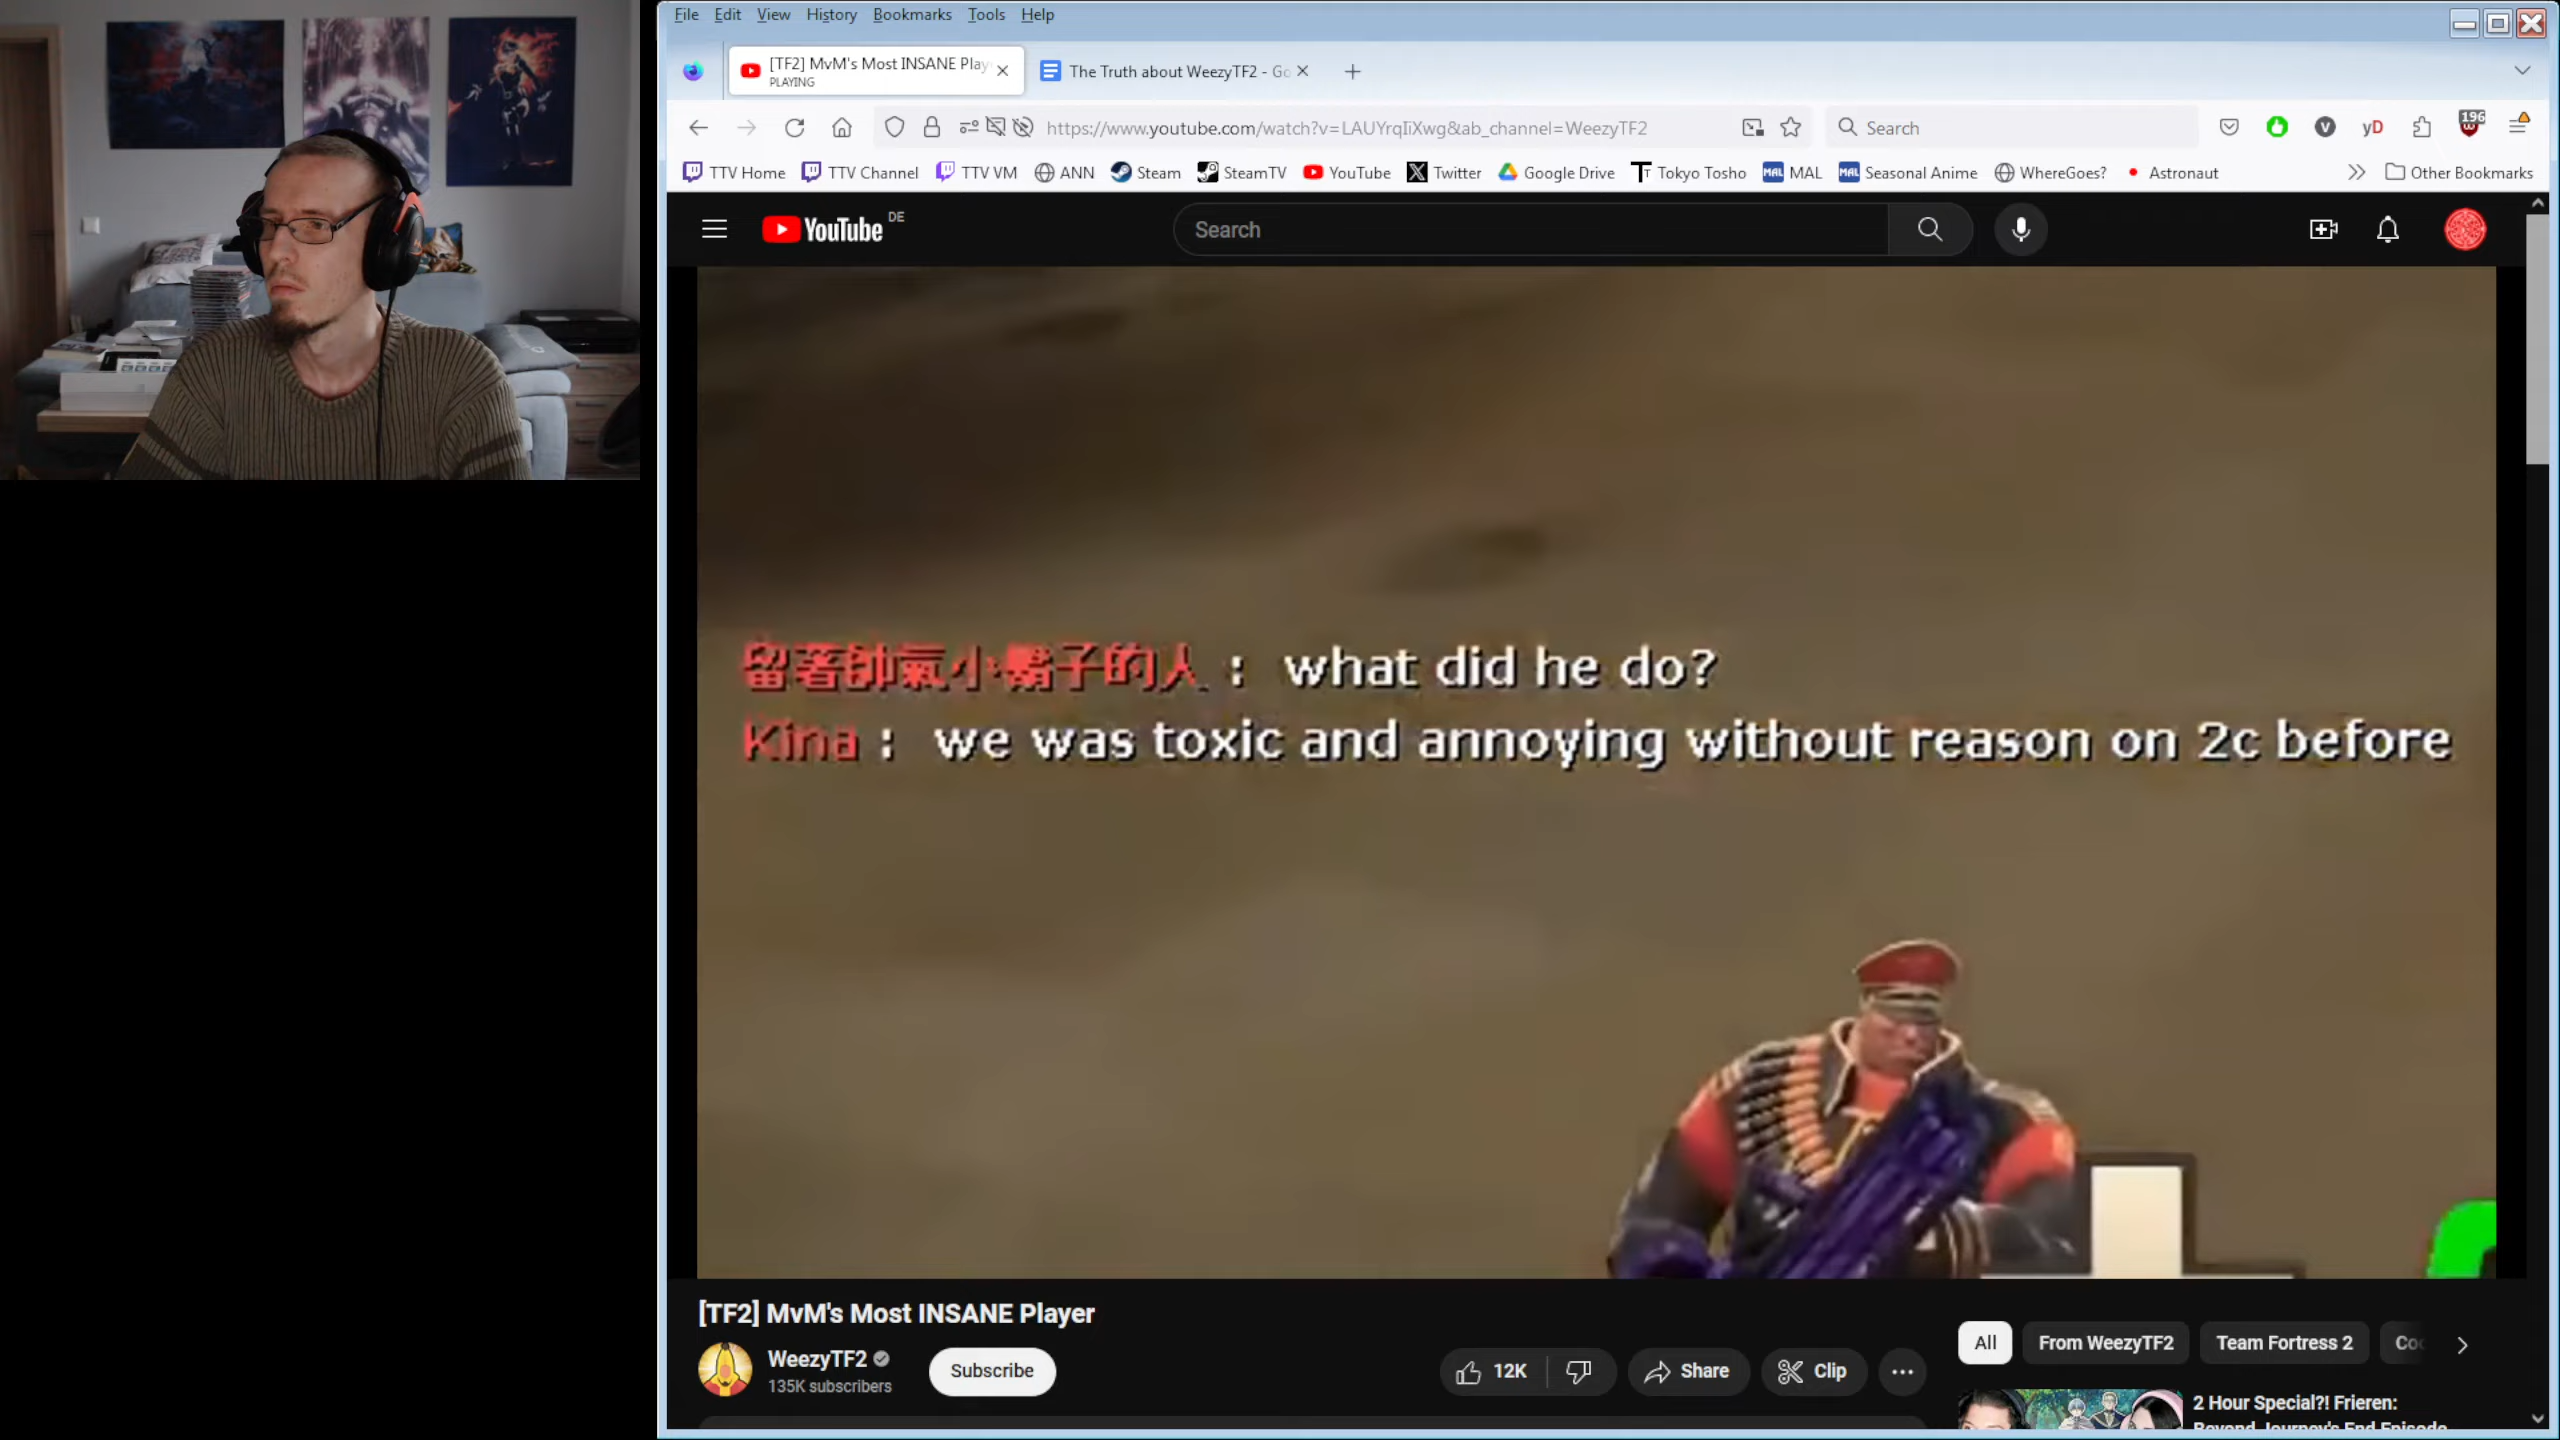 File Edit View History Bookmarks Tools Help
[TF2] MvM's Most INSANE Play
PLAYING
The Truth about WeezyTF2 - Go
https://www.youtube.com/watch?v=LAUYrqIiXwg&ab_channel=WeezyTF2
Search
196
TTV Home TTV Channel TTV VM ANN Steam SteamTV YouTube Twitter Google Drive Tokyo Tosho MAL Seasonal Anime WhereGoes? Astronaut Other Bookmarks
YouTube DE
Search
留著帥氣小鬍子的人 : what did he do?
Kina : we was toxic and annoying without reason on 2c before
[TF2] MvM's Most INSANE Player
WeezyTF2
135K subscribers
Subscribe
12K
Share
Clip
All
From WeezyTF2
Team Fortress 2
2 Hour Special?! Frieren:
Beyond Journey's End Episode